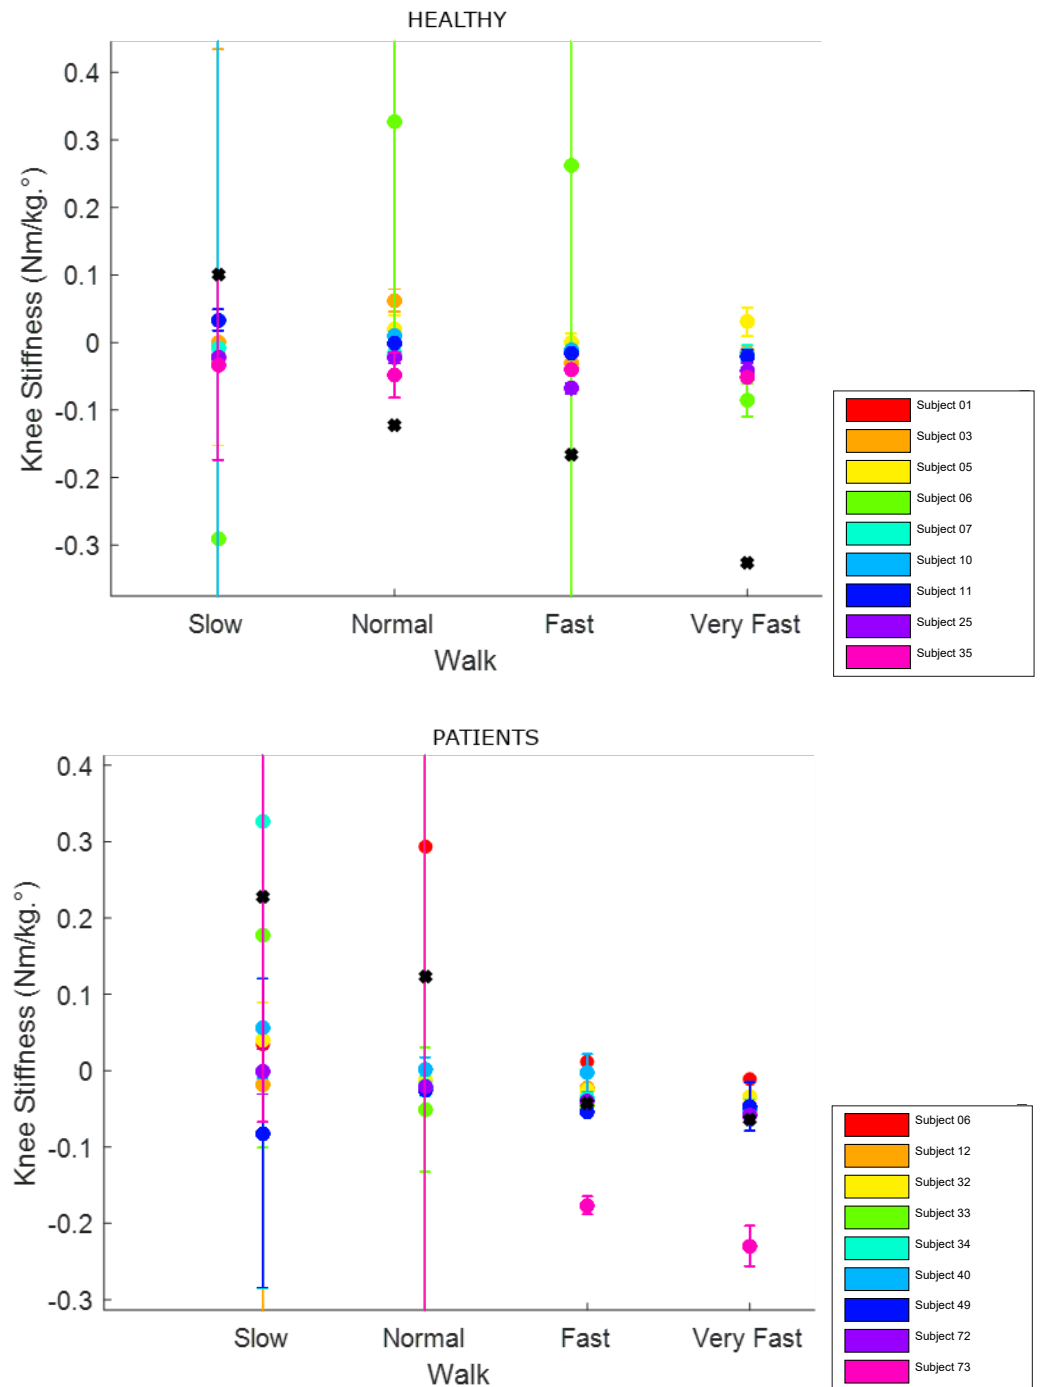 HEALTHY
Knee Stiffness (Nm/kg.°)
0.4
0.3
0.2
0.1
0
-0.1
-0.2
-0.3
Slow Normal Fast Very Fast
Walk
Subject 01
Subject 03
Subject 05
Subject 06
Subject 07
Subject 10
Subject 11
Subject 25
Subject 35
PATIENTS
Knee Stiffness (Nm/kg.°)
0.4
0.3
0.2
0.1
0
-0.1
-0.2
-0.3
Slow Normal Fast Very Fast
Walk
Subject 06
Subject 12
Subject 32
Subject 33
Subject 34
Subject 40
Subject 49
Subject 72
Subject 73